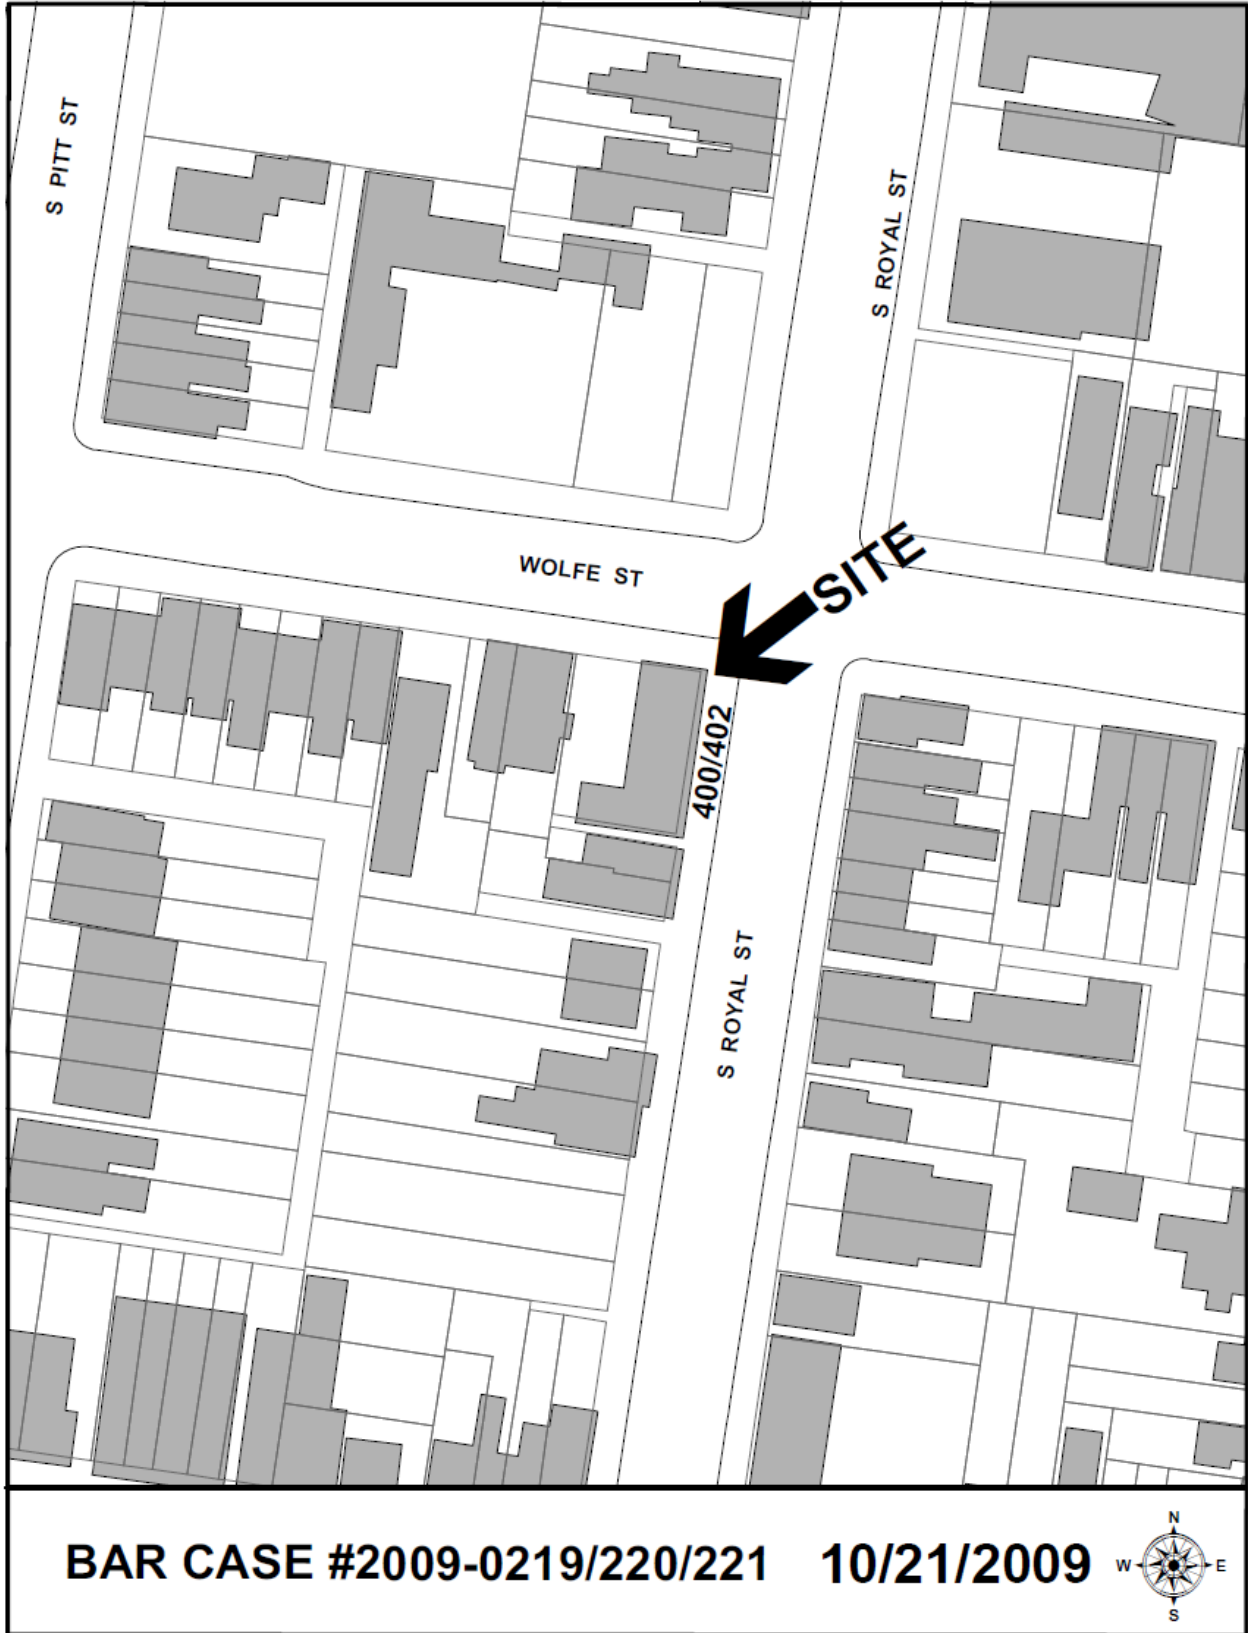 S PITT ST
S ROYAL ST
WOLFE ST
SITE
400/402
S ROYAL ST
BAR CASE #2009-0219/220/221 10/21/2009
N
W E
S